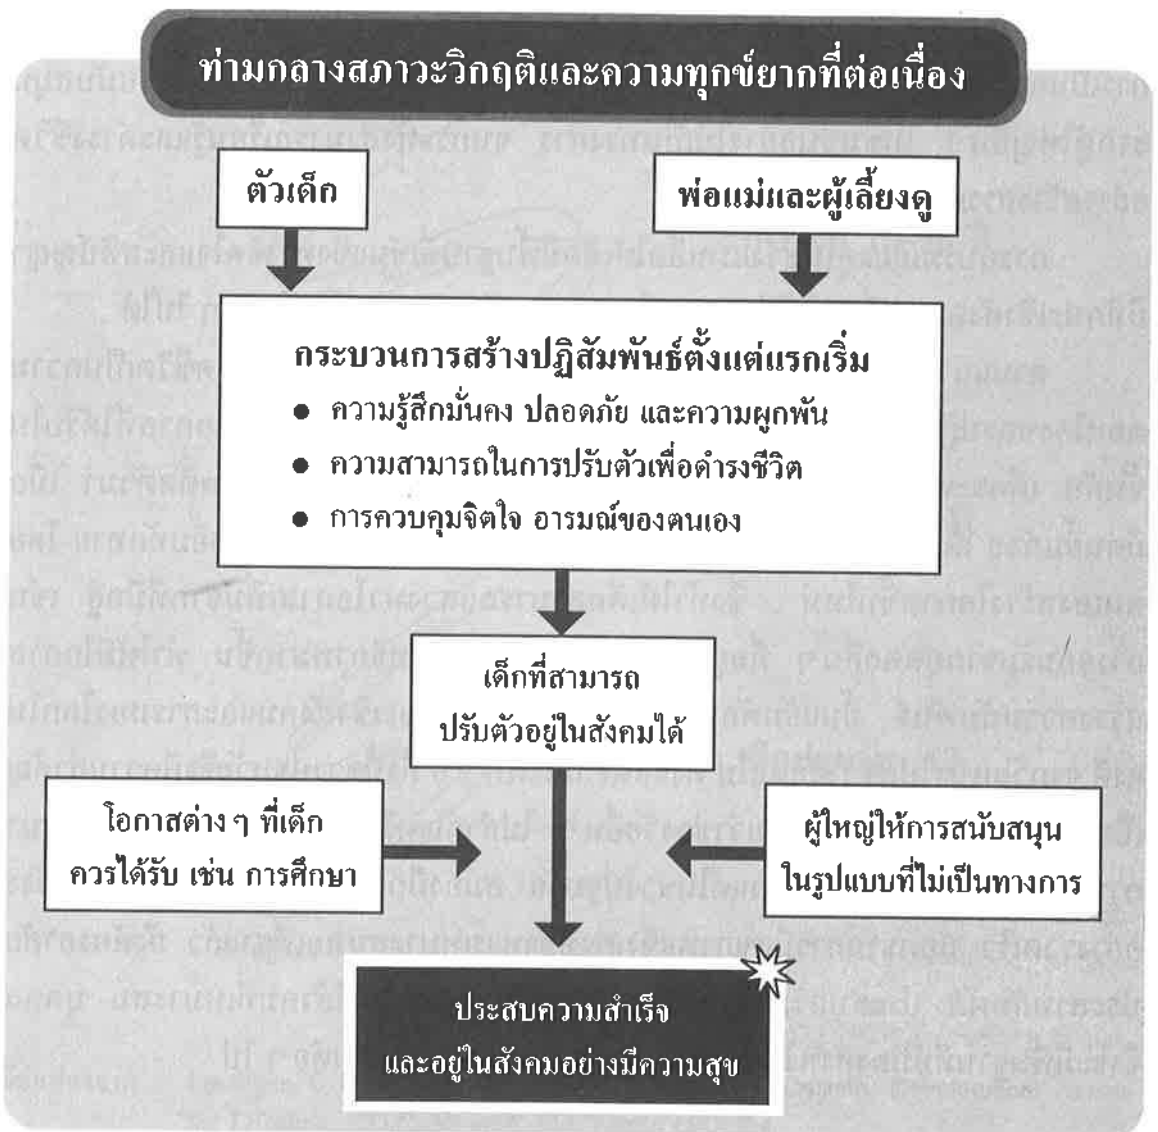 ท่ามกลางสภาวะวิกฤติและความทุกข์ยากที่ต่อเนื่อง
ตัวเด็ก
พ่อแม่และผู้เลี้ยงดู
กระบวนการสร้างปฏิสัมพันธ์ตั้งแต่แรกเริ่ม
● ความรู้สึกมั่นคง ปลอดภัย และความผูกพัน
● ความสามารถในการปรับตัวเพื่อดำรงชีวิต
● การควบคุมจิตใจ อารมณ์ของตนเอง
เด็กที่สามารถ
ปรับตัวอยู่ในสังคมได้
โอกาสต่าง ๆ ที่เด็ก
ควรได้รับ เช่น การศึกษา
ผู้ใหญ่ให้การสนับสนุน
ในรูปแบบที่ไม่เป็นทางการ
ประสบความสำเร็จ
และอยู่ในสังคมอย่างมีความสุข